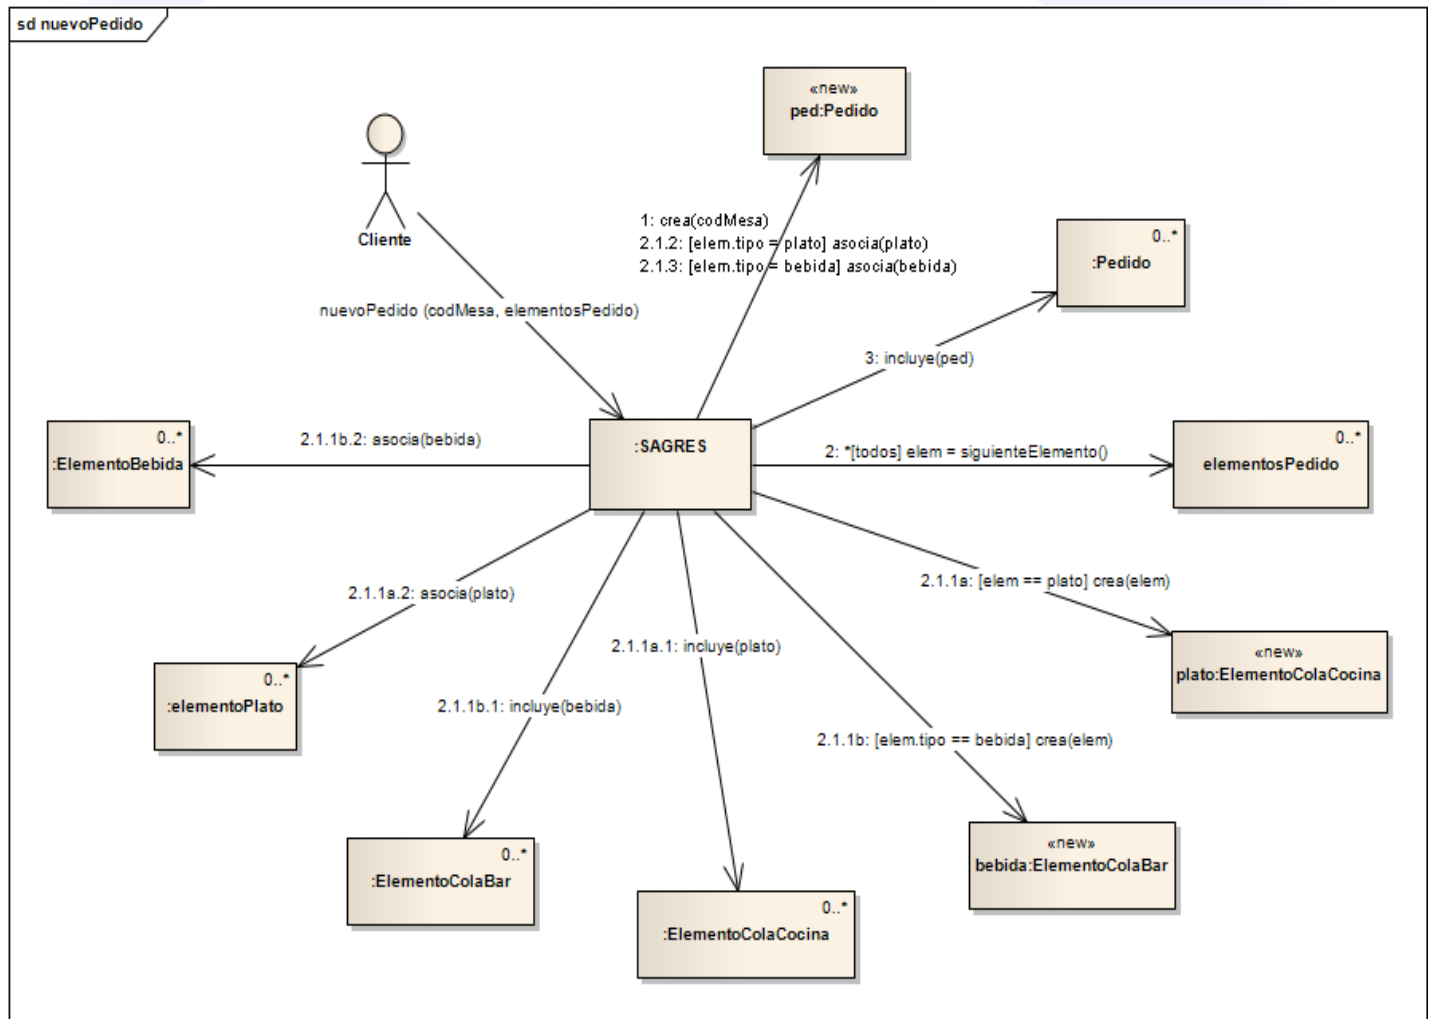 sd nuevoPedido
«new»
ped:Pedido
Cliente
1: crea(codMesa)
2.1.2: [elem.tipo = plato] asocia(plato)
2.1.3: [elem.tipo = bebida] asocia(bebida)
0..*
:Pedido
nuevoPedido (codMesa, elementosPedido)
3: incluye(ped)
0..*
:ElementoBebida
2.1.1b.2: asocia(bebida)
:SAGRES
2: *[todos] elem = siguienteElemento()
0..*
elementosPedido
2.1.1a.2: asocia(plato)
2.1.1a: [elem == plato] crea(elem)
2.1.1a.1: incluye(plato)
«new»
plato:ElementoColaCocina
0..*
:elementoPlato
2.1.1b.1: incluye(bebida)
2.1.1b: [elem.tipo == bebida] crea(elem)
«new»
bebida:ElementoColaBar
0..*
:ElementoColaBar
0..*
:ElementoColaCocina